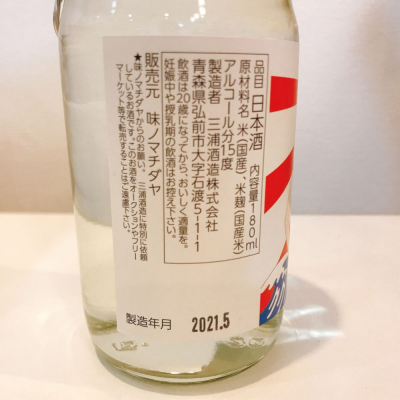 品目 日本酒 内容量180ml
原材料名 米(国産)、米麹(国産米)
アルコール分15度
製造者 三浦酒造株式会社
青森県弘前市大字石渡5-1-1
飲酒は20歳になってから。おいしく適量を。
妊娠中や授乳期の飲酒はお控え下さい。
販売元 味ノマチダヤ
★味ノマチダヤからのお願い。 三浦酒造に特別に依頼
しているお酒です。このお酒をオークションやフリー
マーケット等で転売することはご遠慮下さい。
製造年月 2021.5